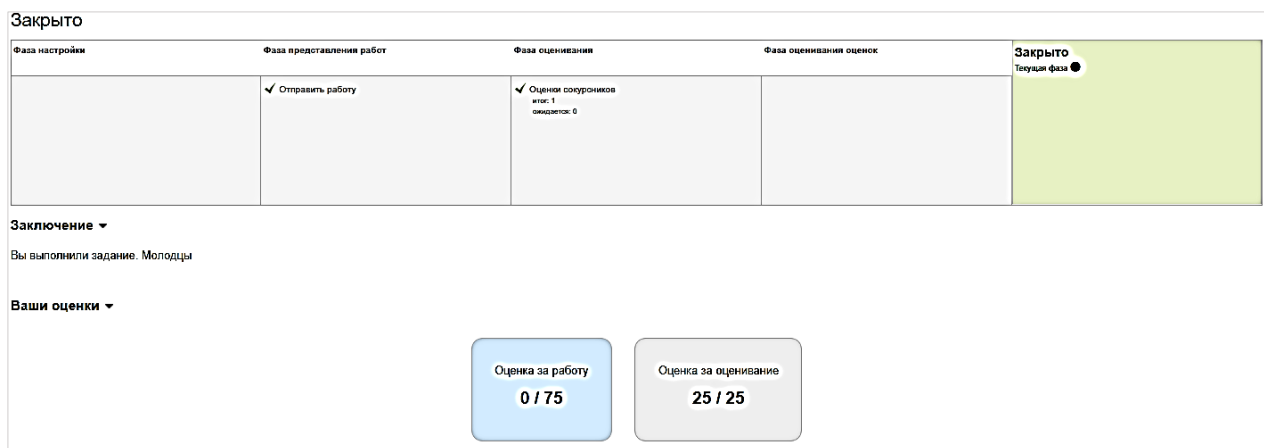 Закрыто
Фаза настройки
Фаза представления работ
Фаза оценивания
Фаза оценивания оценок
Закрыто
Текущая фаза
Отправить работу
Оценки сокурсников
итог: 1
ожидается: 0
Заключение
Вы выполнили задание. Молодцы
Ваши оценки
Оценка за работу
0 / 75
Оценка за оценивание
25 / 25